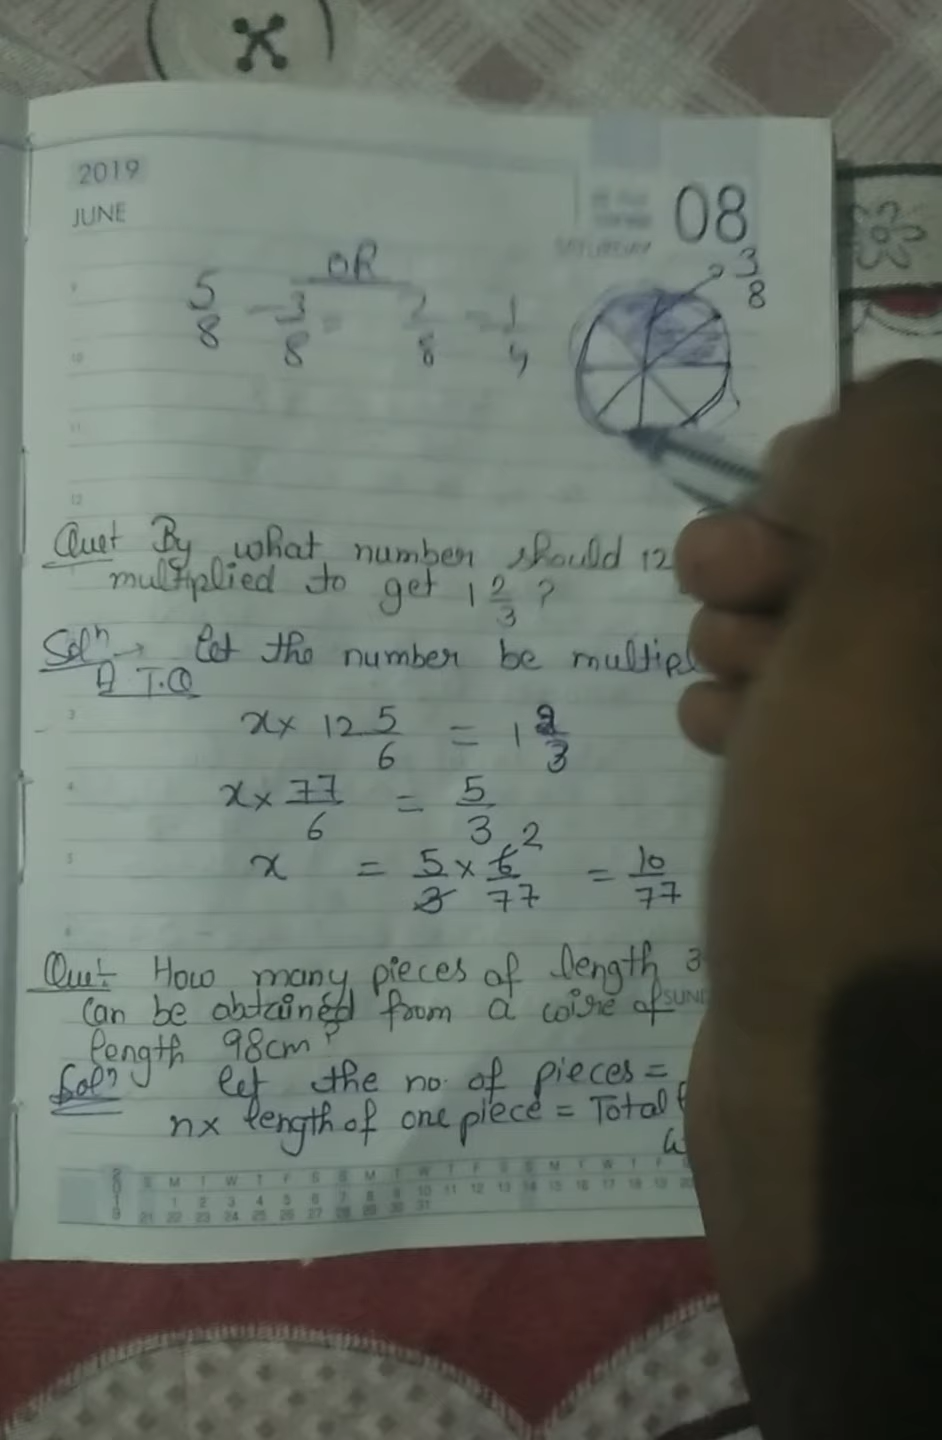 2019
JUNE
08
SATURDAY
OR
5/8 - 3/8 = 2/8 = 1/4
3/8
Que: By what number should 12
multiplied to get 1 2/3 ?
Solⁿ → let the number be multipl
A T.Q
x × 12 5/6 = 1 2/3
x × 77/6 = 5/3
x = 5/3 × 6/77 2 = 10/77
Que: How many pieces of length 3
can be obtained from a wire of
SUND
length 98cm?
Solⁿ let the no. of pieces =
n × length of one piece = Total